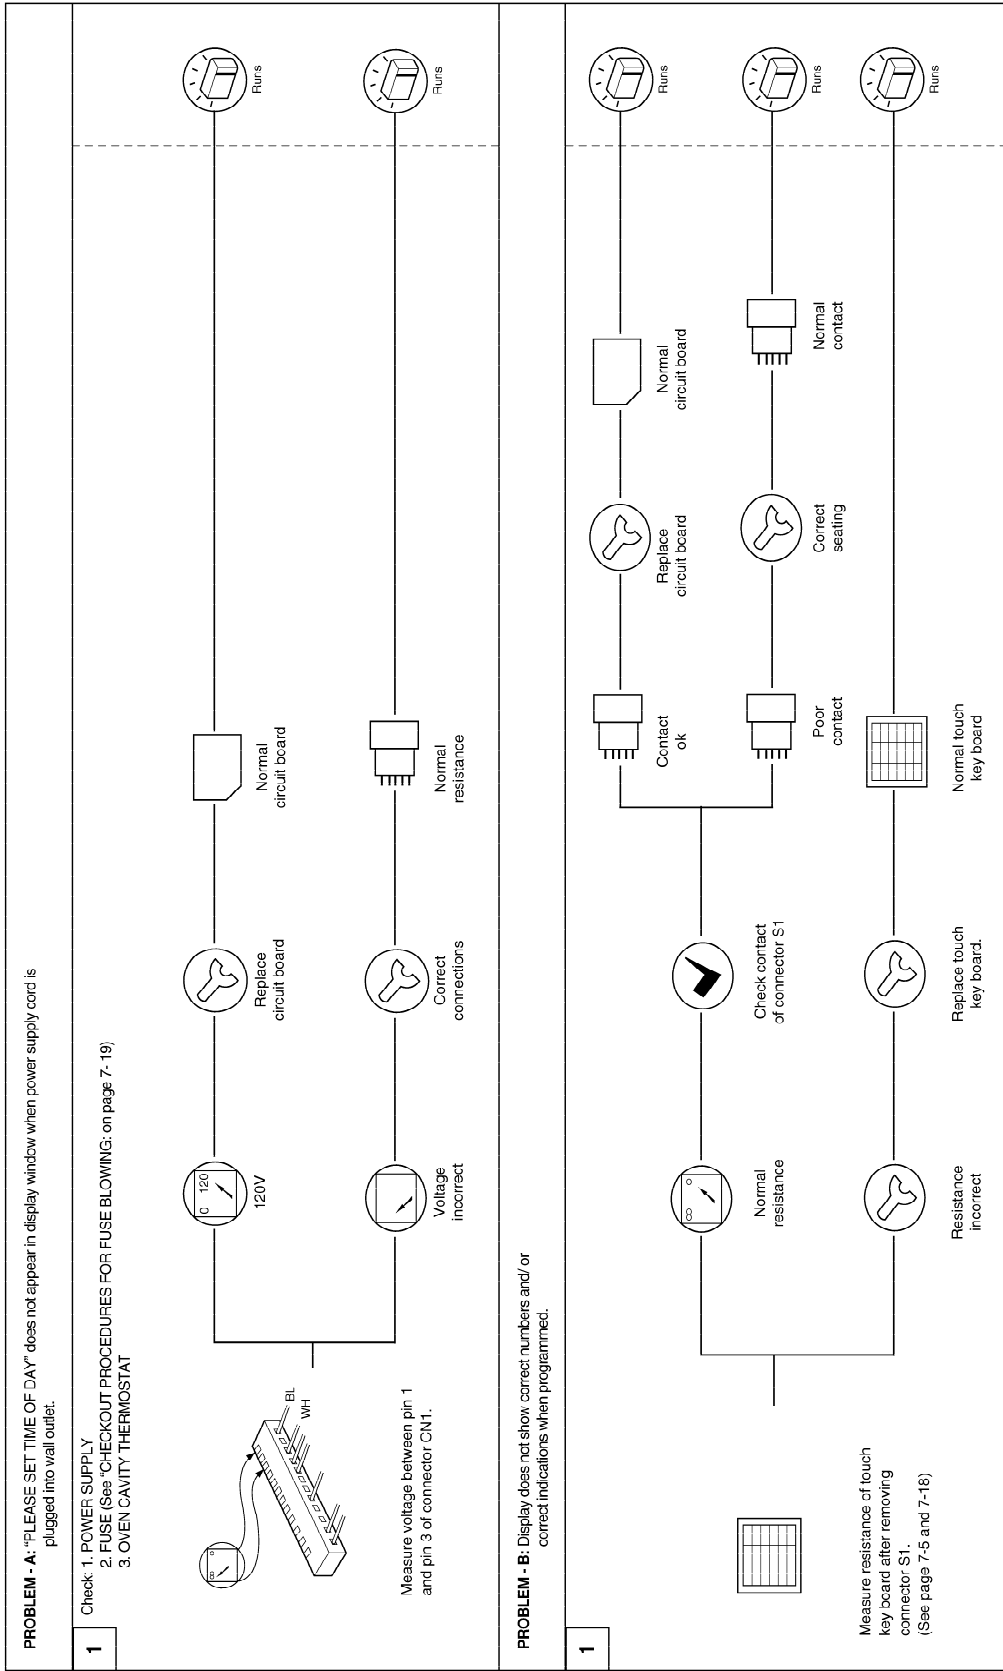 PROBLEM - A: "PLEASE SET TIME OF DAY" does not appear in display window when power supply cord is
plugged into wall outlet.
1
Check: 1. POWER SUPPLY
2. FUSE (See "CHECKOUT PROCEDURES FOR FUSE BLOWING: on page 7- 19)
3. OVEN CAVITY THERMOSTAT
∞ 0
BL
WH
Measure voltage between pin 1
and pin 3 of connector CN1.
C 120
120V
Replace
circuit board
Normal
circuit board
Runs
Voltage
incorrect
Correct
connections
Normal
resistance
Runs
PROBLEM - B: Display does not show correct numbers and/ or
correct indications when programmed.
1
Measure resistance of touch
key board after removing
connector S1.
(See page 7-5 and 7-18)
∞ 0
Normal
resistance
Check contact
of connector S1
Contact
ok
Replace
circuit board
Normal
circuit board
Runs
Poor
contact
Correct
seating
Normal
contact
Runs
Resistance
incorrect
Replace touch
key board.
Normal touch
key board
Runs